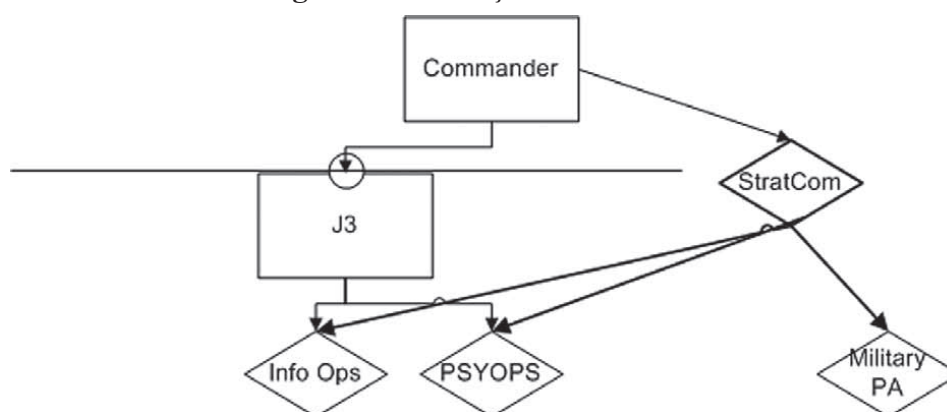 Commander
StratCom
J3
Info Ops
PSYOPS
Military
PA